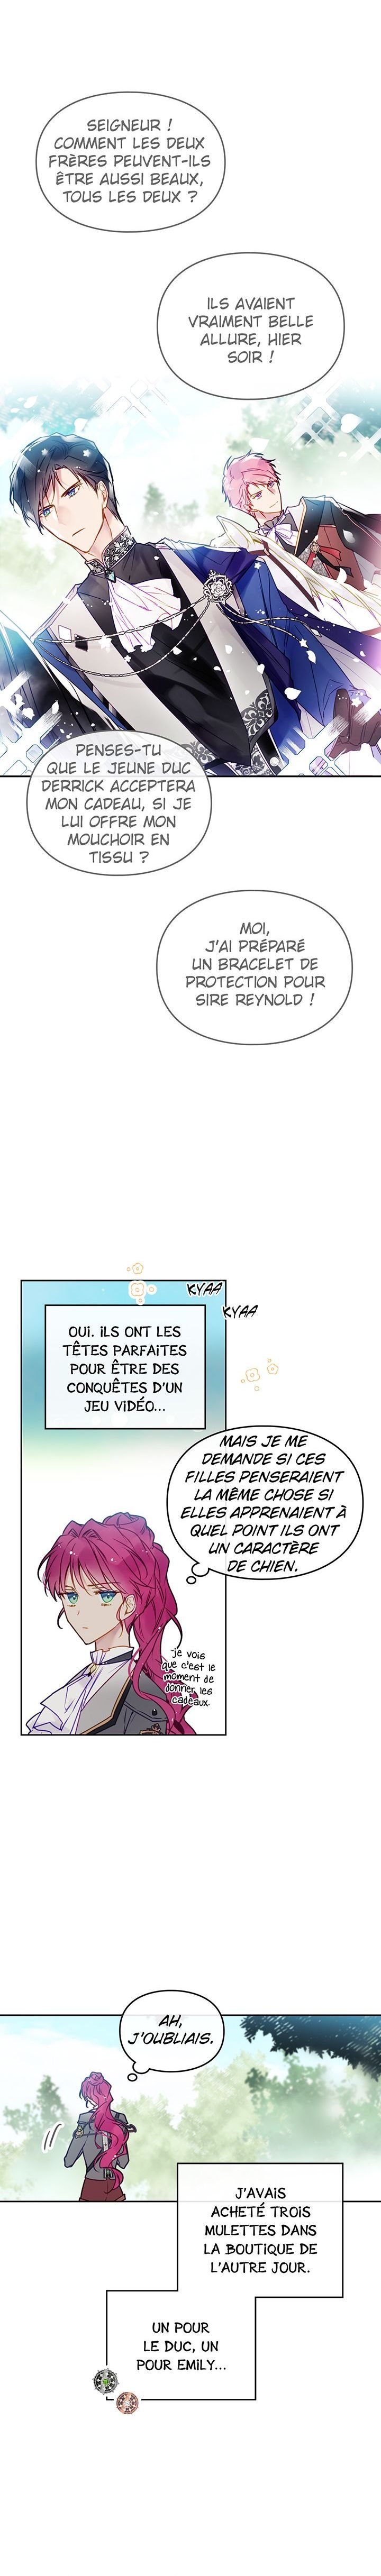 SEIGNEUR !
COMMENT LES DEUX
FRÈRES PEUVENT-ILS
ÊTRE AUSSI BEAUX,
TOUS LES DEUX ?
ILS AVAIENT
VRAIMENT BELLE
ALLURE, HIER
SOIR !
PENSES-TU
QUE LE JEUNE DUC
DERRICK ACCEPTERA
MON CADEAU, SI JE
LUI OFFRE MON
MOUCHOIR EN
TISSU ?
MOI,
J'AI PRÉPARÉ
UN BRACELET DE
PROTECTION POUR
SIRE REYNOLD !
KYAA
KYAA
OUI. ILS ONT LES
TÊTES PARFAITES
POUR ÊTRE DES
CONQUÊTES D'UN
JEU VIDÉO...
MAIS JE ME
DEMANDE SI CES
FILLES PENSERAIENT
LA MÊME CHOSE SI
ELLES APPRENAIENT À
QUEL POINT ILS ONT
UN CARACTÈRE
DE CHIEN.
je vois
que c'est le
moment de
donner les
cadeaux.
AH,
J'OUBLIAIS.
J'AVAIS
ACHETÉ TROIS
MULETTES DANS
LA BOUTIQUE DE
L'AUTRE JOUR.
UN POUR
LE DUC, UN
POUR EMILY...